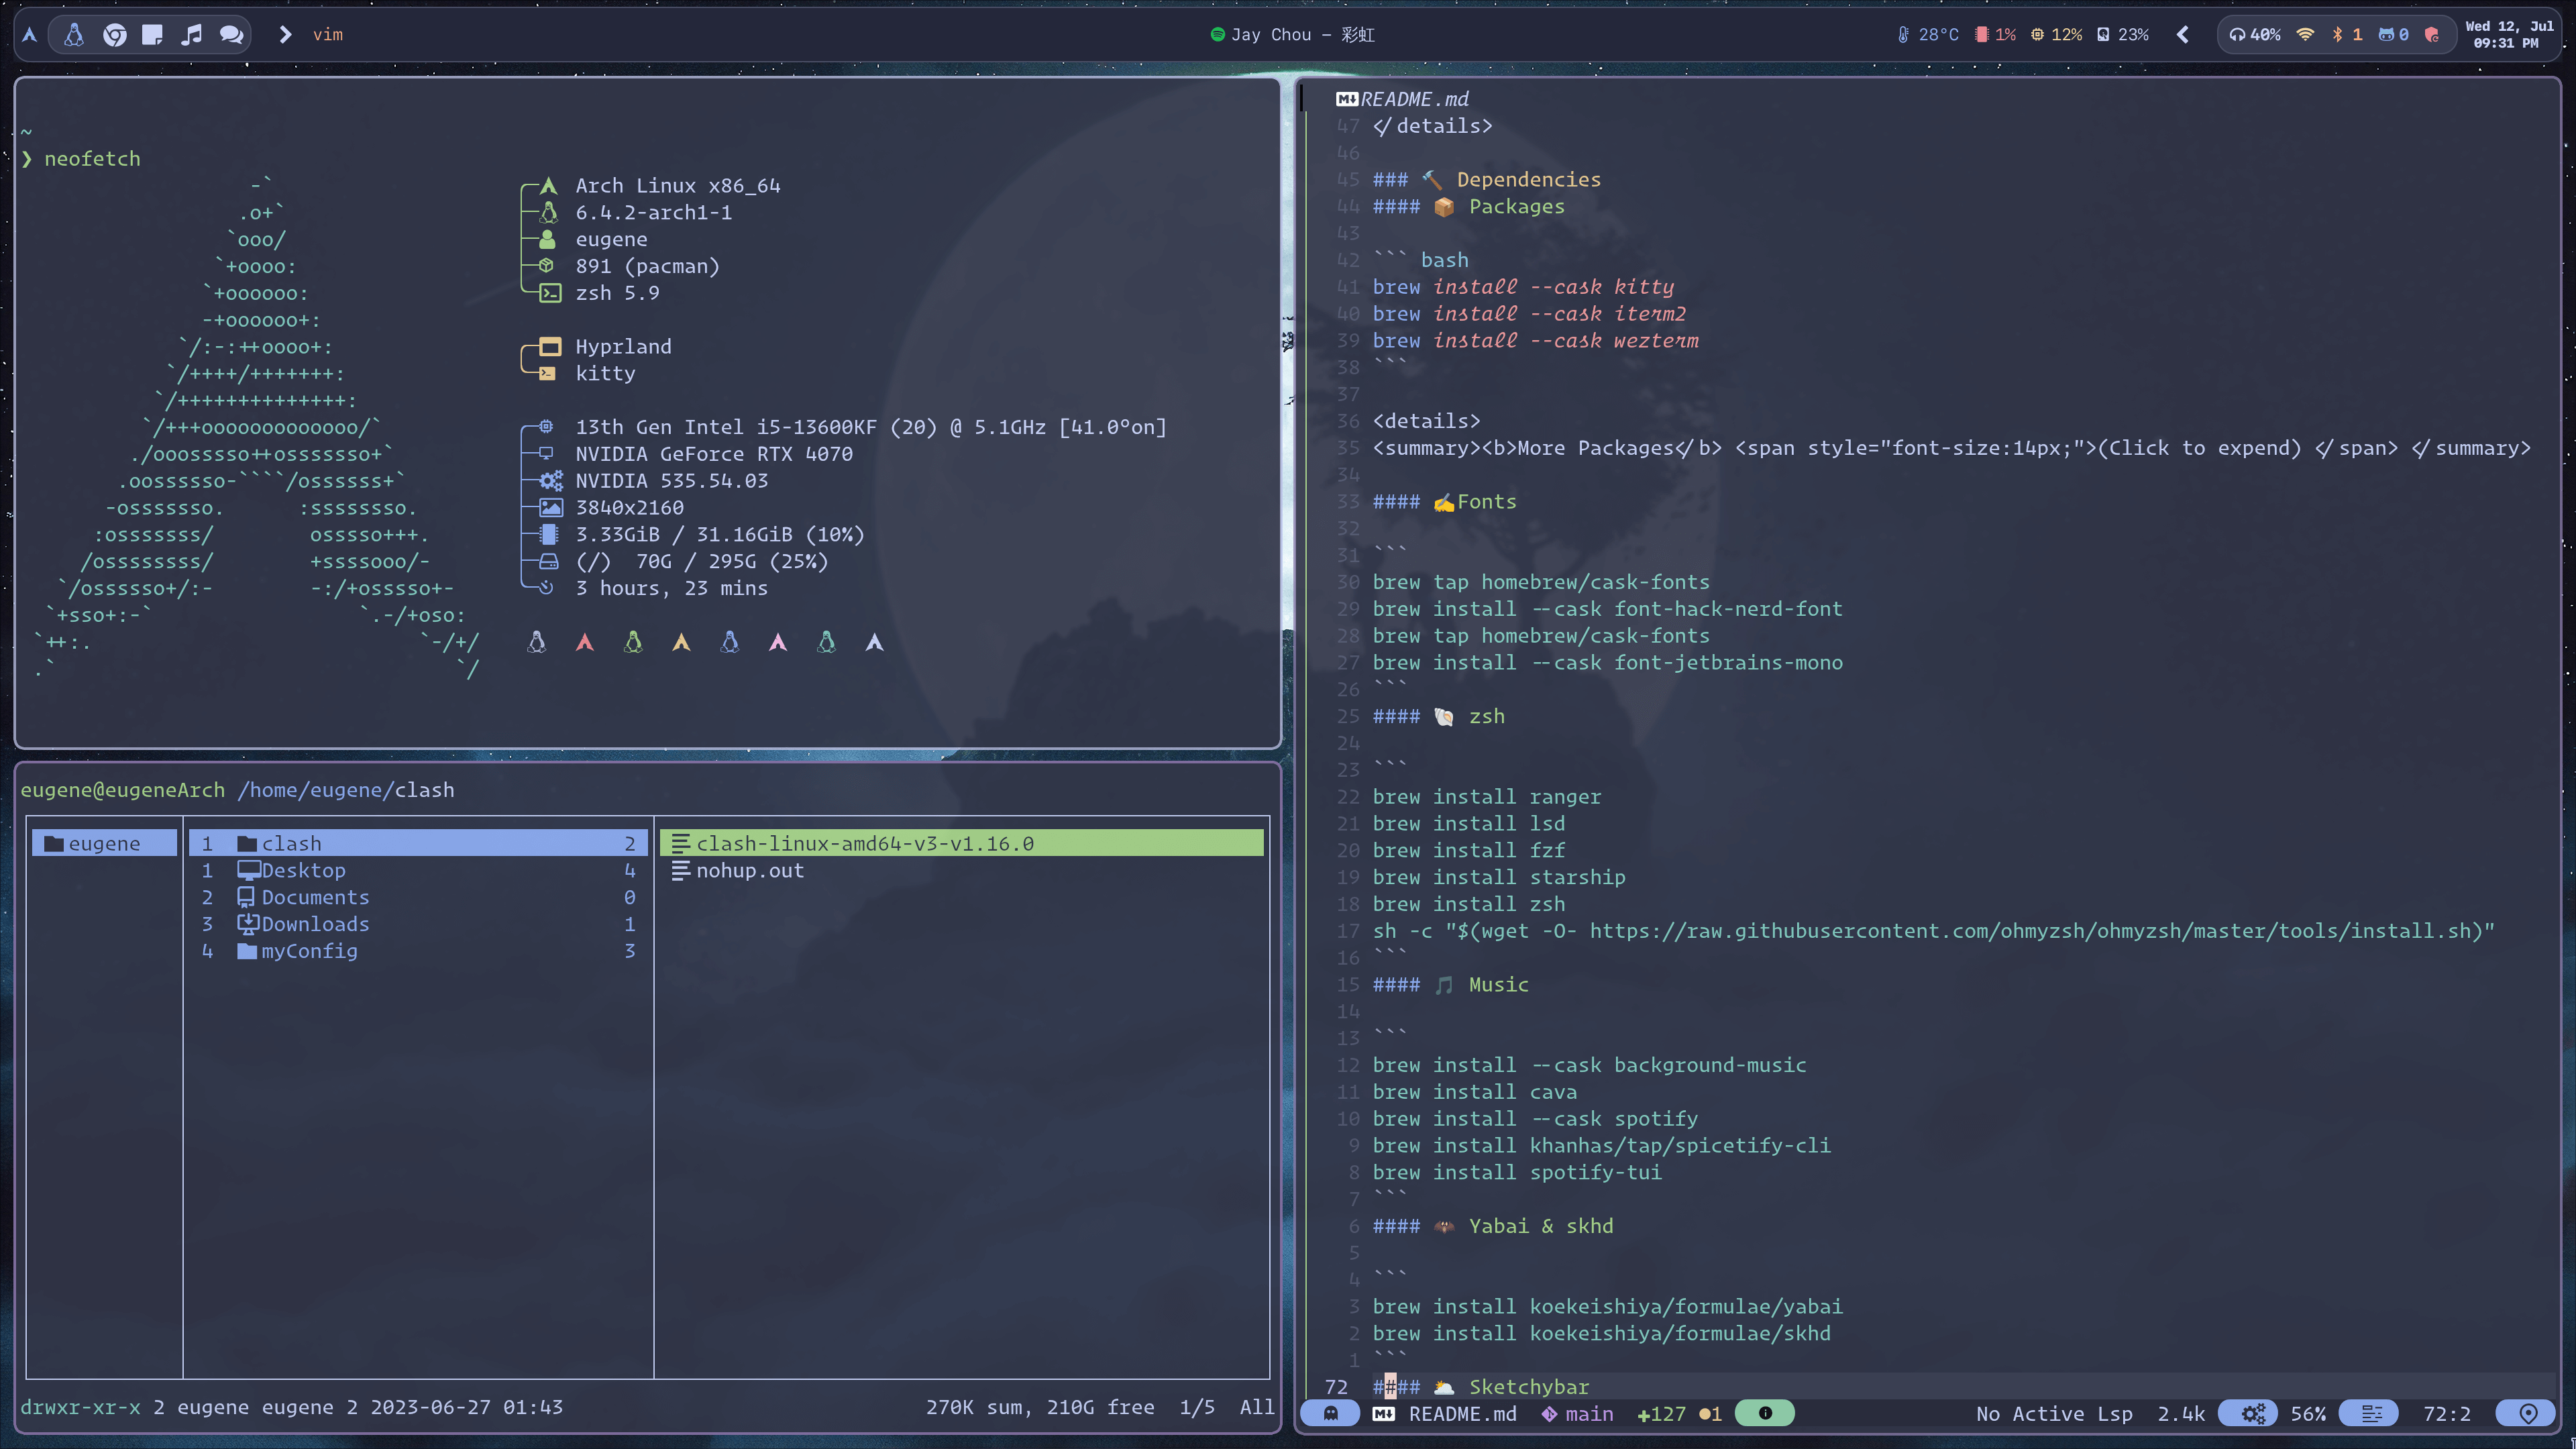 vim
Jay Chou – 彩虹
28°C 1% 12% 23%
40% 1 0
Wed 12, Jul
09:31 PM
~
❯ neofetch
-`
.o+`
`ooo/
`+oooo:
`+oooooo:
-+oooooo+:
`/:-:++oooo+:
`/++++/+++++++:
`/++++++++++++++:
`/+++ooooooooooooo/`
./ooosssso++osssssso+`
.oossssso-````/ossssss+`
-osssssso. :ssssssso.
:osssssss/ osssso+++.
/ossssssss/ +ssssooo/-
`/ossssso+/:- -:/+osssso+-
`+sso+:-` `.-/+oso:
`++:. `-/+/
.` `/
Arch Linux x86_64
6.4.2-arch1-1
eugene
891 (pacman)
zsh 5.9
Hyprland
kitty
13th Gen Intel i5-13600KF (20) @ 5.1GHz [41.0°on]
NVIDIA GeForce RTX 4070
NVIDIA 535.54.03
3840x2160
3.33GiB / 31.16GiB (10%)
(/) 70G / 295G (25%)
3 hours, 23 mins
eugene@eugeneArch /home/eugene/clash
eugene
1 clash 2
1 Desktop 4
2 Documents 0
3 Downloads 1
4 myConfig 3
clash-linux-amd64-v3-v1.16.0
nohup.out
drwxr-xr-x 2 eugene eugene 2 2023-06-27 01:43 270K sum, 210G free 1/5 All
README.md
47 </details>
46
45 ### 🔨 Dependencies
44 #### 📦 Packages
43
42 ``` bash
41 brew install --cask kitty
40 brew install --cask iterm2
39 brew install --cask wezterm
38 ```
37
36 <details>
35 <summary><b>More Packages</b> <span style="font-size:14px;">(Click to expend) </span> </summary>
34
33 #### ✍️Fonts
32
31 ```
30 brew tap homebrew/cask-fonts
29 brew install --cask font-hack-nerd-font
28 brew tap homebrew/cask-fonts
27 brew install --cask font-jetbrains-mono
26 ```
25 #### 🐚 zsh
24
23 ```
22 brew install ranger
21 brew install lsd
20 brew install fzf
19 brew install starship
18 brew install zsh
17 sh -c "$(wget -O- https://raw.githubusercontent.com/ohmyzsh/ohmyzsh/master/tools/install.sh)"
16 ```
15 #### 🎵 Music
14
13 ```
12 brew install --cask background-music
11 brew install cava
10 brew install --cask spotify
9 brew install khanhas/tap/spicetify-cli
8 brew install spotify-tui
7 ```
6 #### 🦇 Yabai & skhd
5
4 ```
3 brew install koekeishiya/formulae/yabai
2 brew install koekeishiya/formulae/skhd
1 ```
72 #### 🌥️ Sketchybar
README.md main +127 1 No Active Lsp 2.4k 56% 72:2